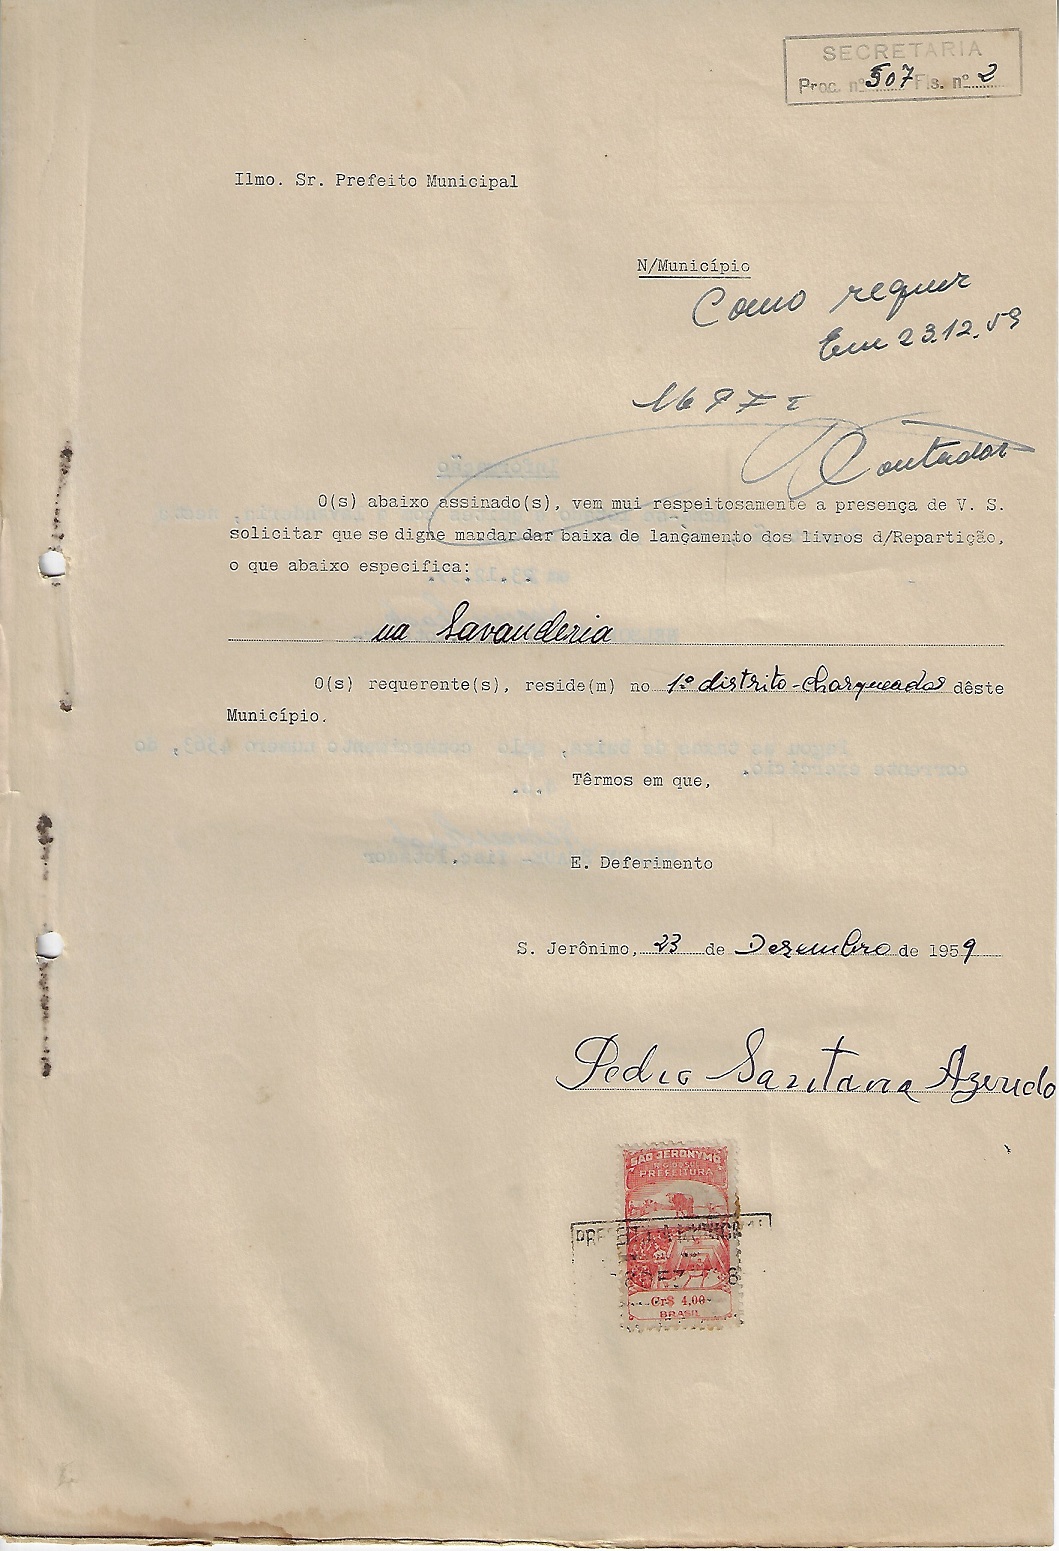 SECRETARIA
Proc. nº 507 Fls. nº 2
Ilmo. Sr. Prefeito Municipal
N/Município
Como requer
Em 23.12.59
Contador
O(s) abaixo assinado(s), vem mui respeitosamente a presença de V. S.
solicitar que se digne mandar dar baixa de lançamento dos livros d/Repartição,
o que abaixo especifica:
na Lavanderia
O(s) requerente(s), reside(m) no 1º distrito - Charqueadas dêste
Município.
Têrmos em que,
E. Deferimento
S. Jerônimo, 23 de Dezembro de 1959
Pedro Santana Azeredo
SAO JERONYMO
PREFEITURA
Cr$ 4,00
BRASIL